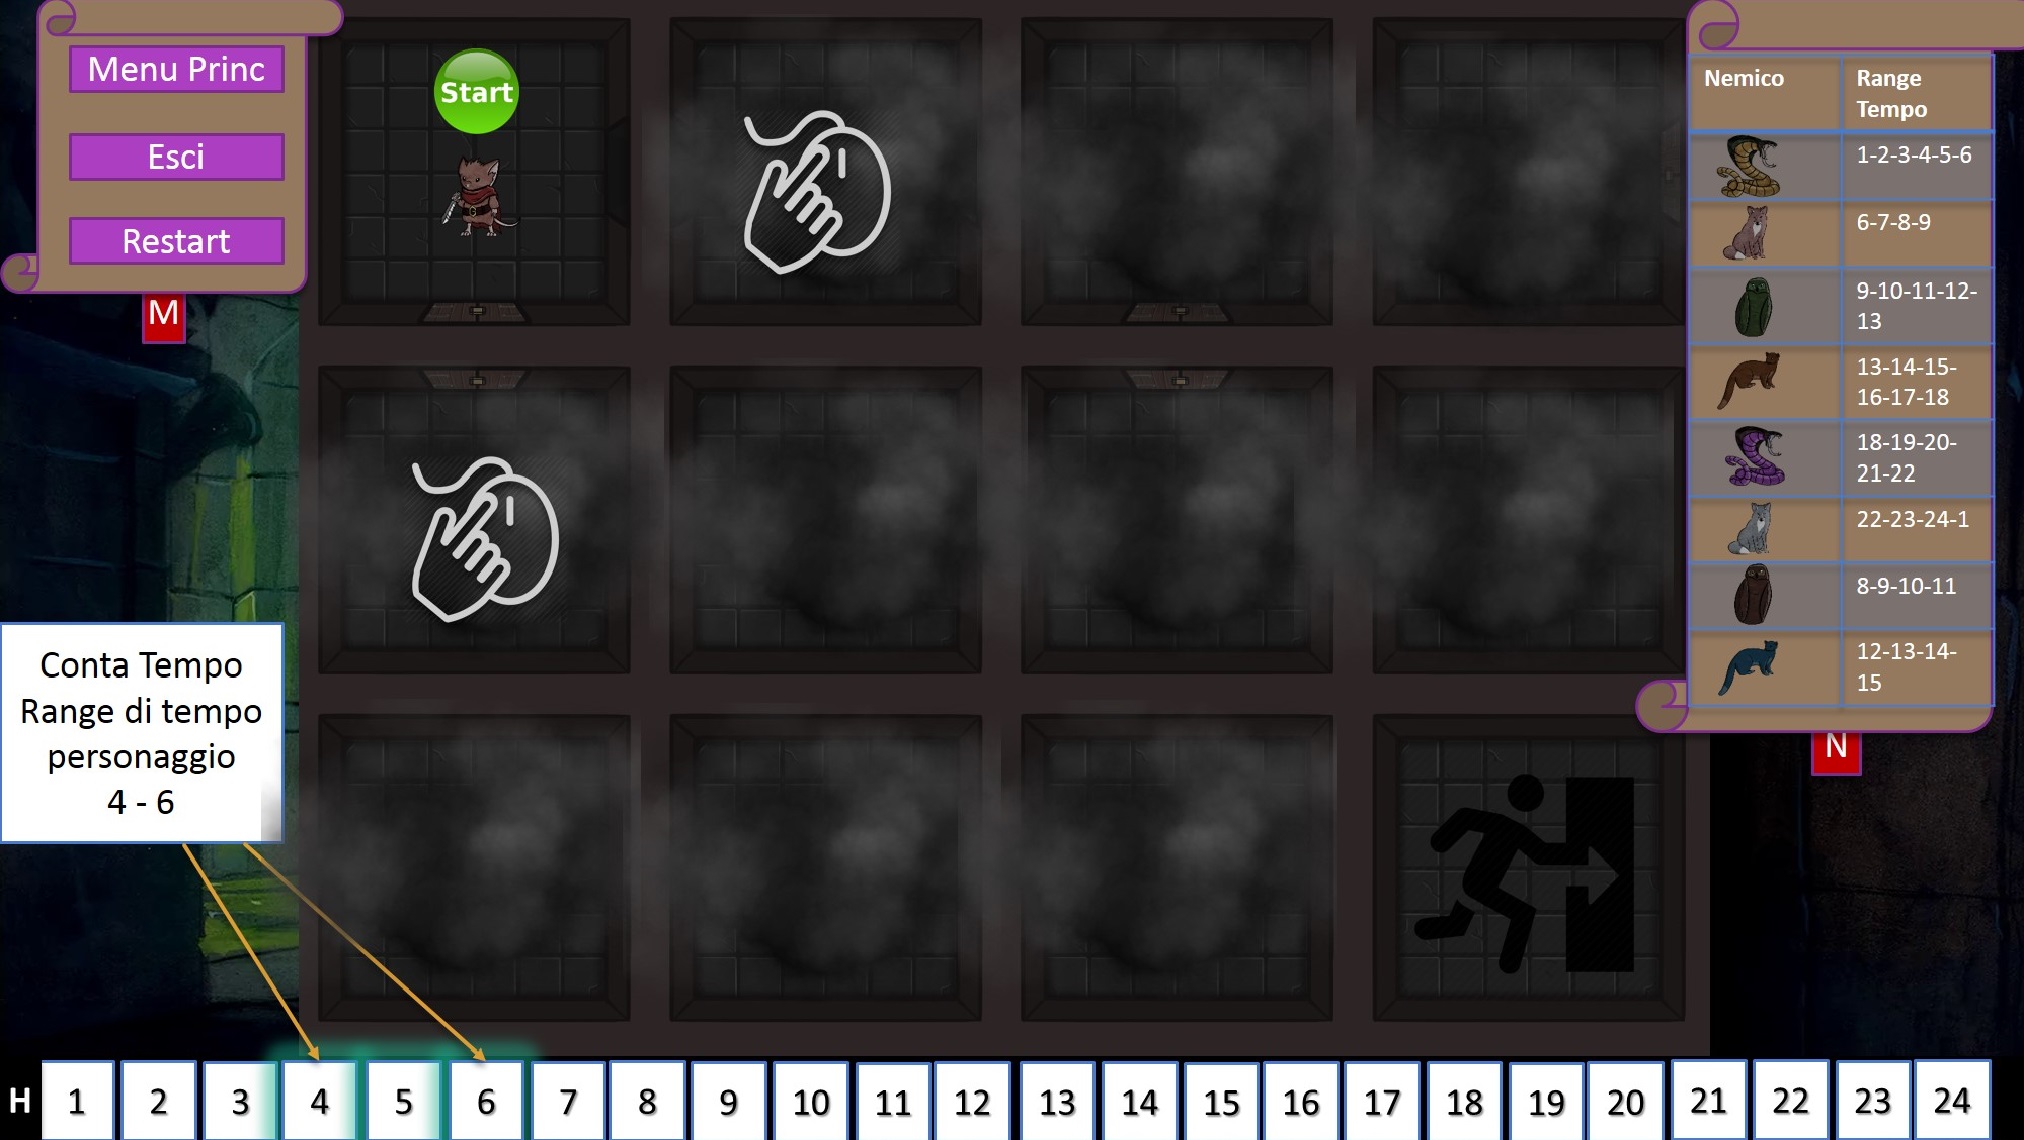 Menu Princ
Esci
Restart
M
Start
Nemico
Range
Tempo
1-2-3-4-5-6
6-7-8-9
9-10-11-12-
13
13-14-15-
16-17-18
18-19-20-
21-22
22-23-24-1
8-9-10-11
12-13-14-
15
N
Conta Tempo
Range di tempo
personaggio
4 - 6
H 1 2 3 4 5 6 7 8 9 10 11 12 13 14 15 16 17 18 19 20 21 22 23 24